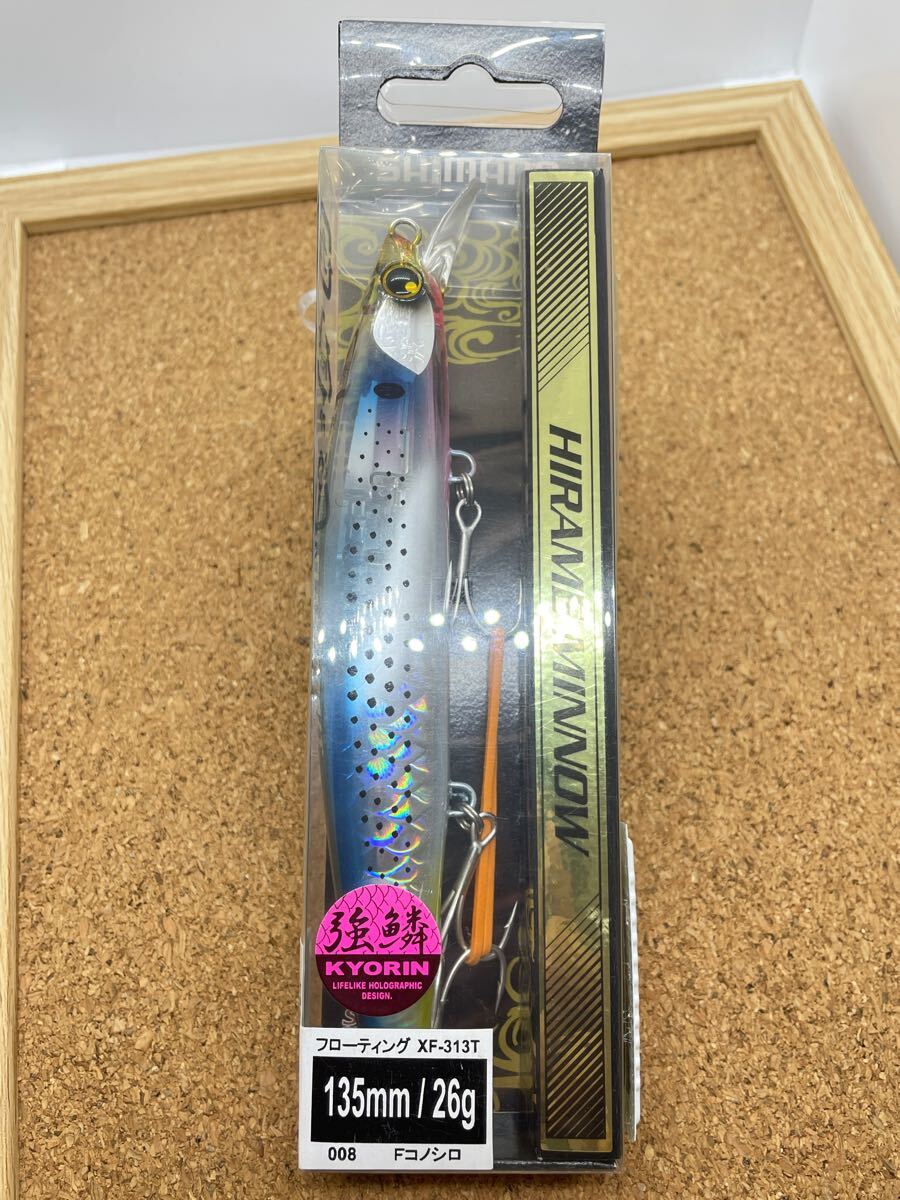 SHIMANO
HIRAME MINNOW
強鱗
KYORIN
LIFELIKE HOLOGRAPHIC
DESIGN.
フローティング XF-313T
135mm / 26g
008 Fコノシロ